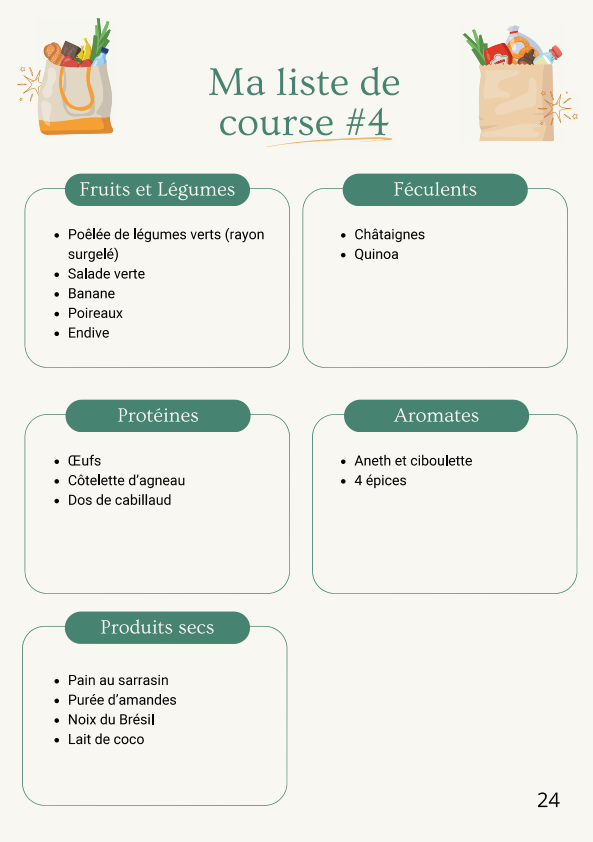 Ma liste de
course #4
Fruits et Légumes
Poêlée de légumes verts (rayon
surgelé)
Salade verte
Banane
Poireaux
Endive
Féculents
Châtaignes
Quinoa
Protéines
Œufs
Côtelette d'agneau
Dos de cabillaud
Aromates
Aneth et ciboulette
4 épices
Produits secs
Pain au sarrasin
Purée d'amandes
Noix du Brésil
Lait de coco
24